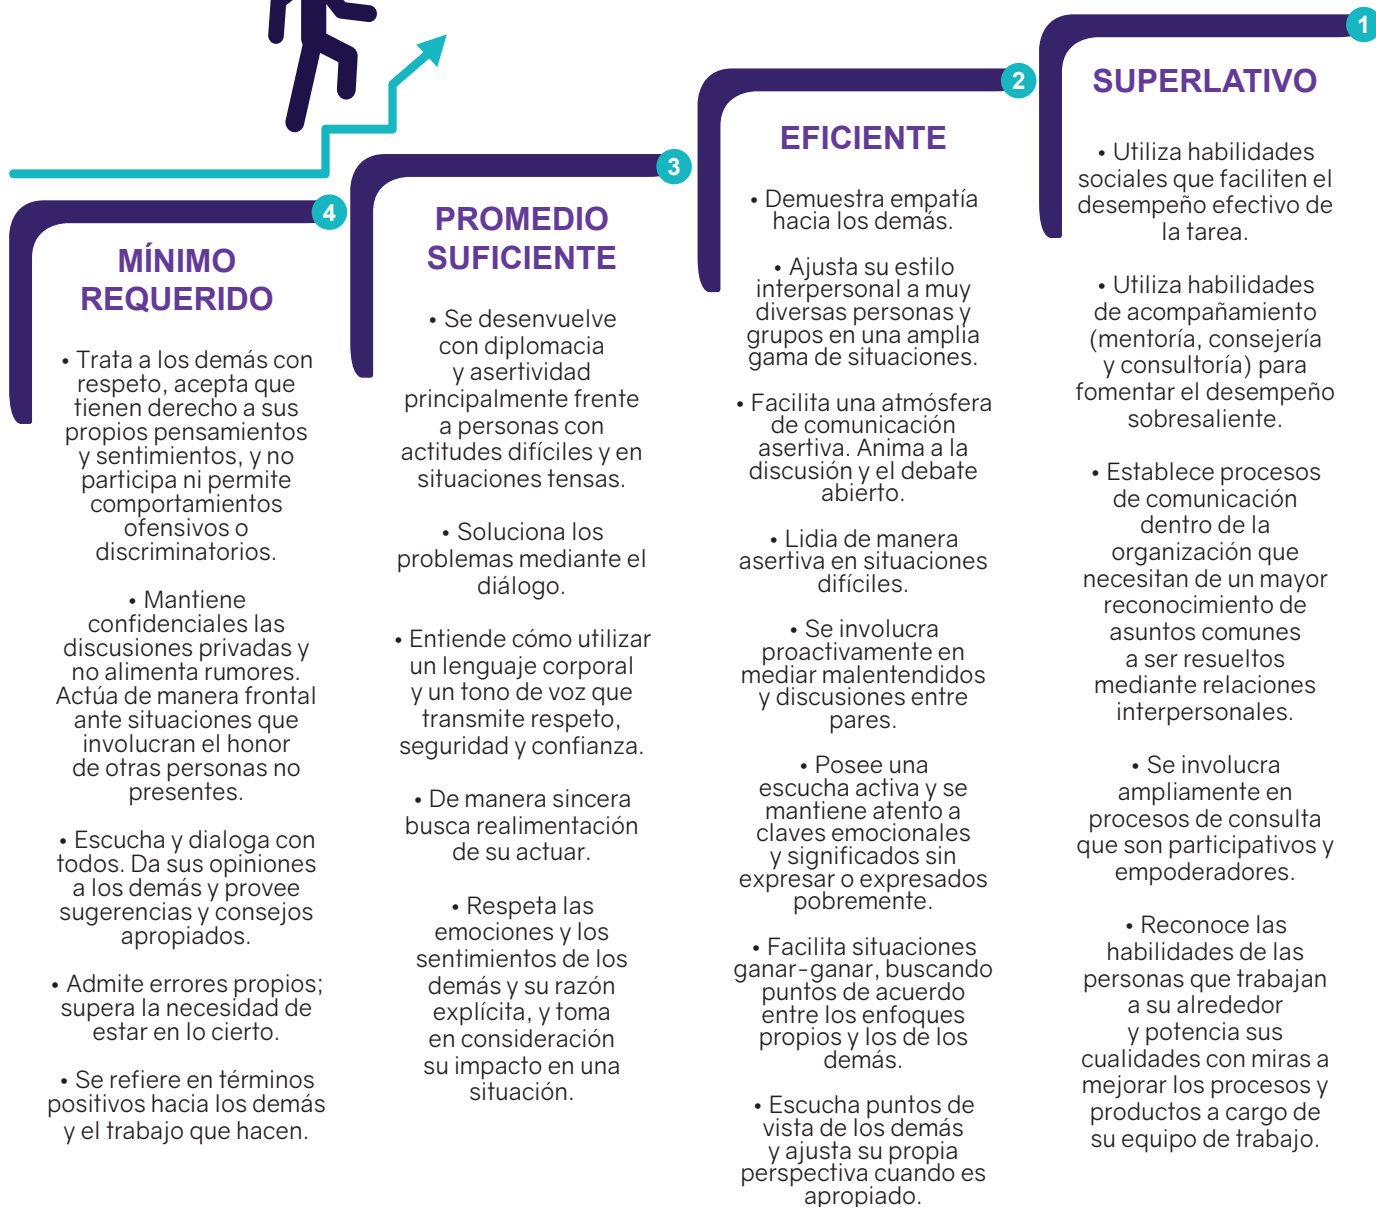 4
MÍNIMO
REQUERIDO
• Trata a los demás con
respeto, acepta que
tienen derecho a sus
propios pensamientos
y sentimientos, y no
participa ni permite
comportamientos
ofensivos o
discriminatorios.
• Mantiene
confidenciales las
discusiones privadas y
no alimenta rumores.
Actúa de manera frontal
ante situaciones que
involucran el honor
de otras personas no
presentes.
• Escucha y dialoga con
todos. Da sus opiniones
a los demás y provee
sugerencias y consejos
apropiados.
• Admite errores propios;
supera la necesidad de
estar en lo cierto.
• Se refiere en términos
positivos hacia los demás
y el trabajo que hacen.
3
PROMEDIO
SUFICIENTE
• Se desenvuelve
con diplomacia
y asertividad
principalmente frente
a personas con
actitudes difíciles y en
situaciones tensas.
• Soluciona los
problemas mediante el
diálogo.
• Entiende cómo utilizar
un lenguaje corporal
y un tono de voz que
transmite respeto,
seguridad y confianza.
• De manera sincera
busca realimentación
de su actuar.
• Respeta las
emociones y los
sentimientos de los
demás y su razón
explícita, y toma
en consideración
su impacto en una
situación.
2
EFICIENTE
• Demuestra empatía
hacia los demás.
• Ajusta su estilo
interpersonal a muy
diversas personas y
grupos en una amplia
gama de situaciones.
• Facilita una atmósfera
de comunicación
asertiva. Anima a la
discusión y el debate
abierto.
• Lidia de manera
asertiva en situaciones
difíciles.
• Se involucra
proactivamente en
mediar malentendidos
y discusiones entre
pares.
• Posee una
escucha activa y se
mantiene atento a
claves emocionales
y significados sin
expresar o expresados
pobremente.
• Facilita situaciones
ganar-ganar, buscando
puntos de acuerdo
entre los enfoques
propios y los de los
demás.
• Escucha puntos de
vista de los demás
y ajusta su propia
perspectiva cuando es
apropiado.
1
SUPERLATIVO
• Utiliza habilidades
sociales que faciliten el
desempeño efectivo de
la tarea.
• Utiliza habilidades
de acompañamiento
(mentoría, consejería
y consultoría) para
fomentar el desempeño
sobresaliente.
• Establece procesos
de comunicación
dentro de la
organización que
necesitan de un mayor
reconocimiento de
asuntos comunes
a ser resueltos
mediante relaciones
interpersonales.
• Se involucra
ampliamente en
procesos de consulta
que son participativos y
empoderadores.
• Reconoce las
habilidades de las
personas que trabajan
a su alrededor
y potencia sus
cualidades con miras a
mejorar los procesos y
productos a cargo de
su equipo de trabajo.